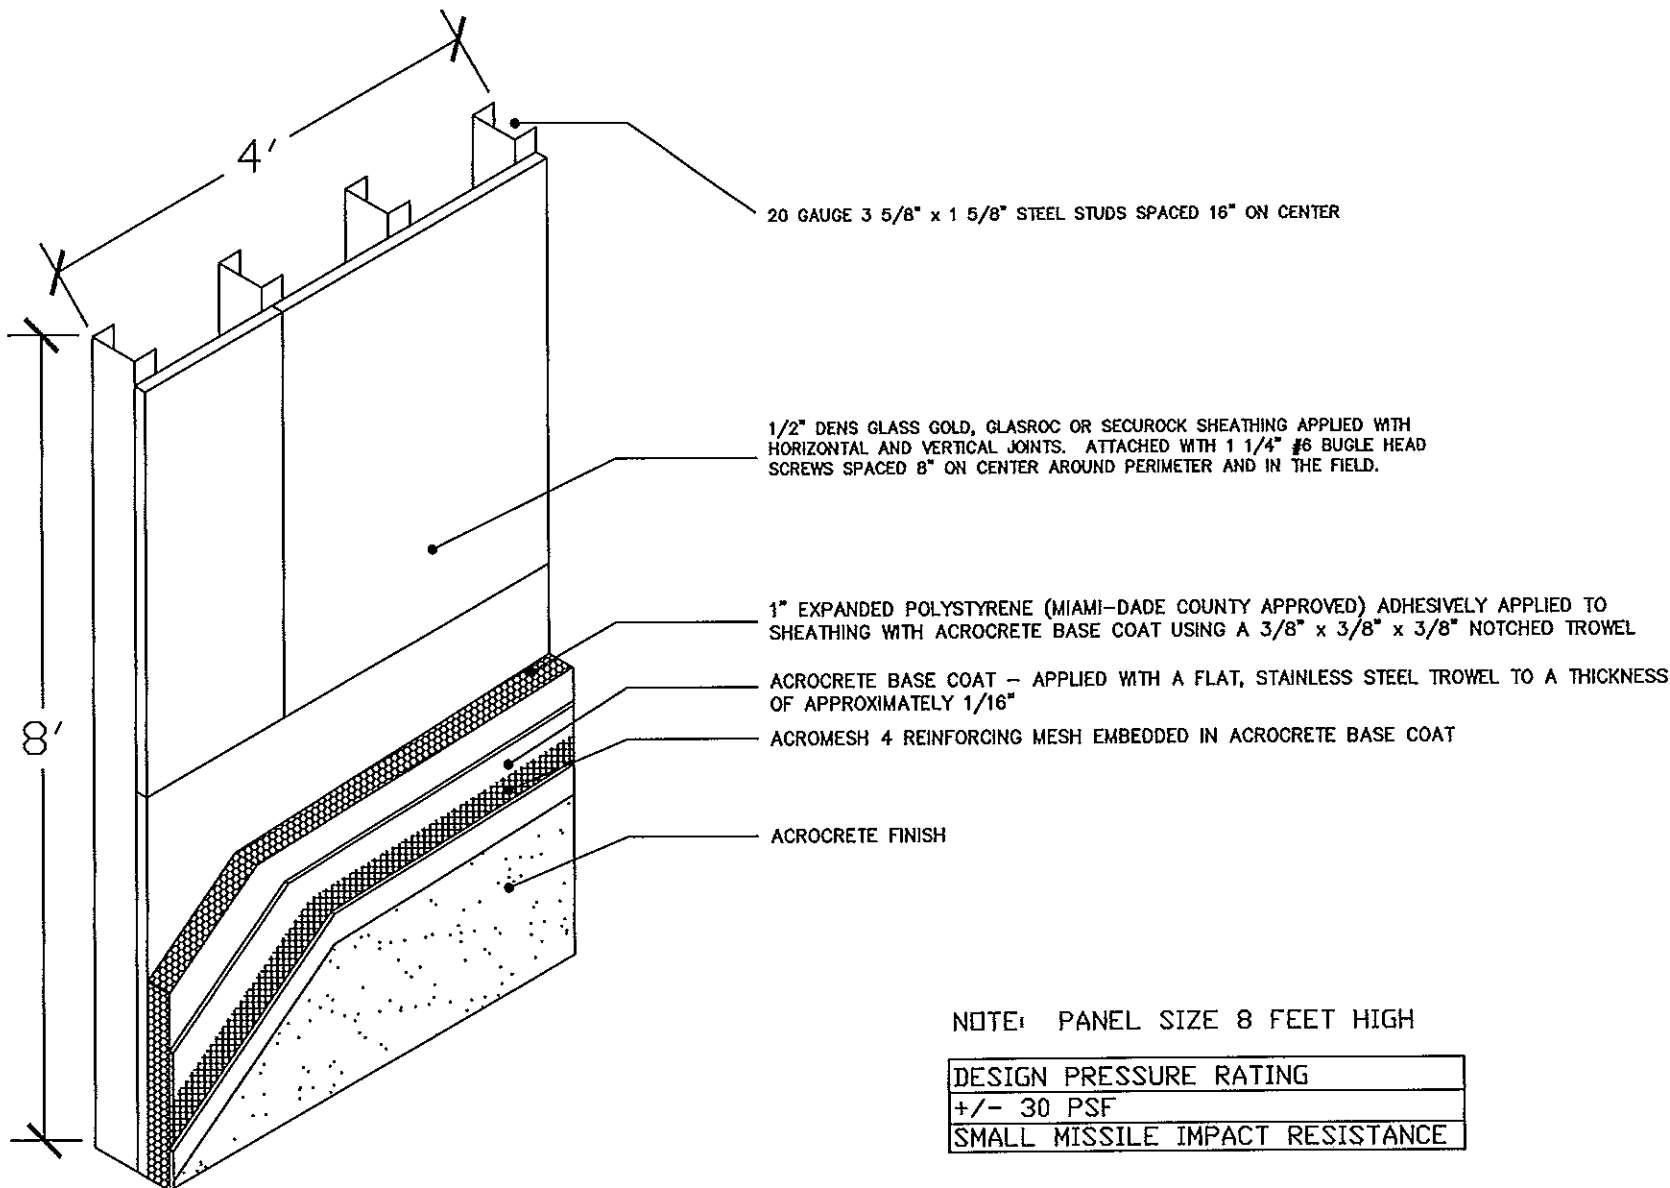 4'
20 GAUGE 3 5/8" x 1 5/8" STEEL STUDS SPACED 16" ON CENTER
1/2" DENS GLASS GOLD, GLASROC OR SECUROCK SHEATHING APPLIED WITH
HORIZONTAL AND VERTICAL JOINTS. ATTACHED WITH 1 1/4" #6 BUGLE HEAD
SCREWS SPACED 8" ON CENTER AROUND PERIMETER AND IN THE FIELD.
1" EXPANDED POLYSTYRENE (MIAMI-DADE COUNTY APPROVED) ADHESIVELY APPLIED TO
SHEATHING WITH ACROCRETE BASE COAT USING A 3/8" x 3/8" x 3/8" NOTCHED TROWEL
ACROCRETE BASE COAT - APPLIED WITH A FLAT, STAINLESS STEEL TROWEL TO A THICKNESS
OF APPROXIMATELY 1/16"
8'
ACROMESH 4 REINFORCING MESH EMBEDDED IN ACROCRETE BASE COAT
ACROCRETE FINISH
NOTE: PANEL SIZE 8 FEET HIGH
DESIGN PRESSURE RATING
+/- 30 PSF
SMALL MISSILE IMPACT RESISTANCE